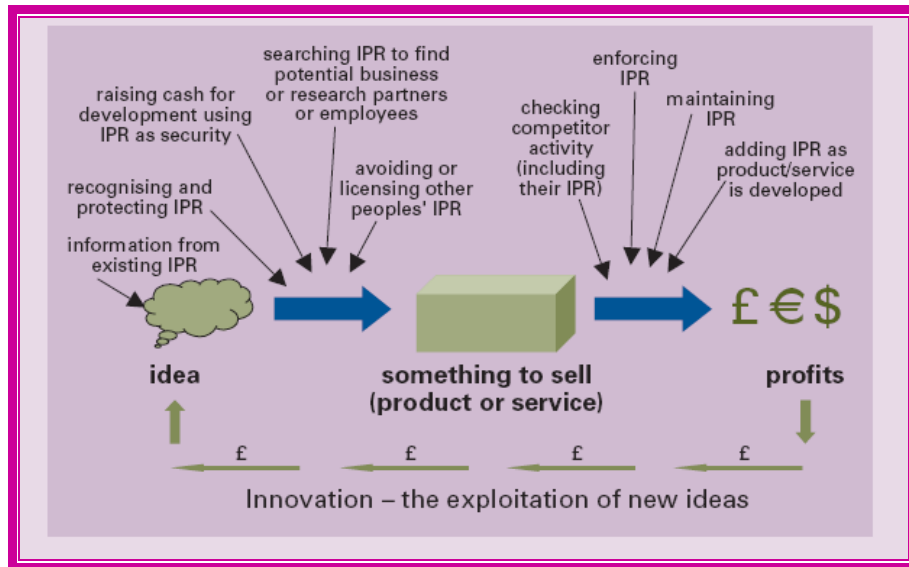 searching IPR to find
potential business
or research partners
or employees
raising cash for
development using
IPR as security
avoiding or
licensing other
peoples' IPR
recognising and
protecting IPR
information from
existing IPR
enforcing
IPR
checking
competitor
activity
(including
their IPR)
maintaining
IPR
adding IPR as
product/service
is developed
£ € $
idea
something to sell
(product or service)
profits
£ £ £ £
Innovation – the exploitation of new ideas